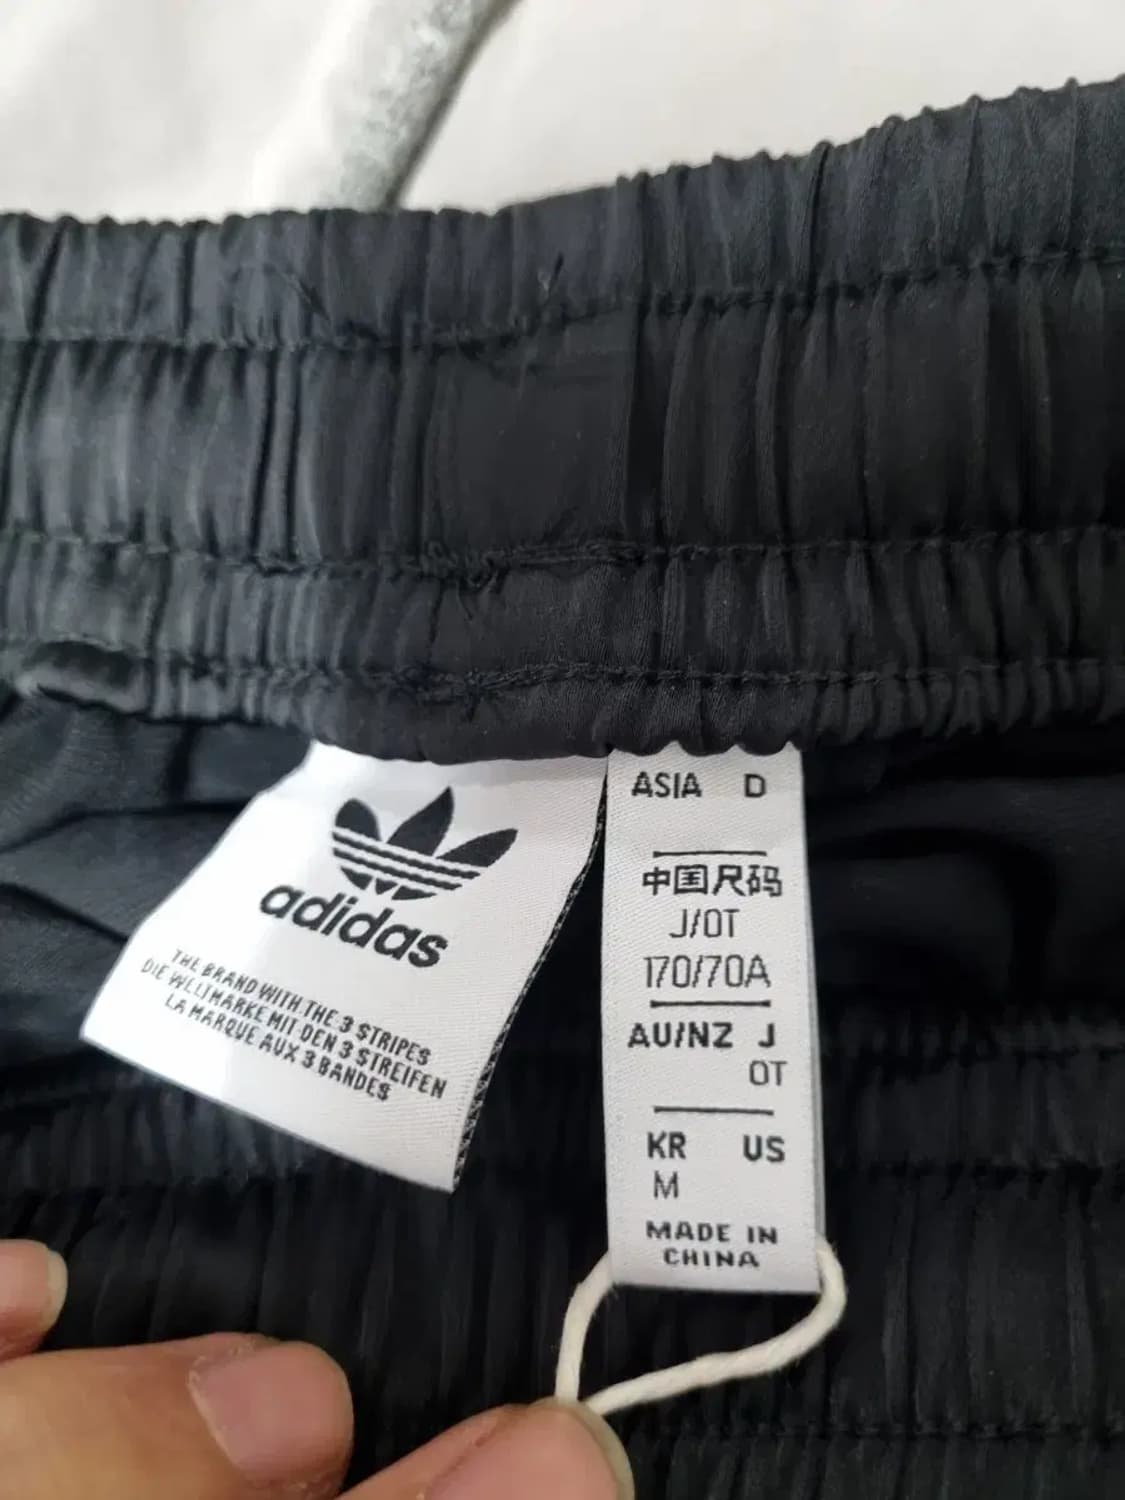 adidas
THE BRAND WITH THE 3 STRIPES
DIE WELTMARKE MIT DEN 3 STREIFEN
LA MARQUE AUX 3 BANDES
ASIA D
中国尺码
J/OT
170/70A
AU/NZ J
OT
KR US
M
MADE IN
CHINA